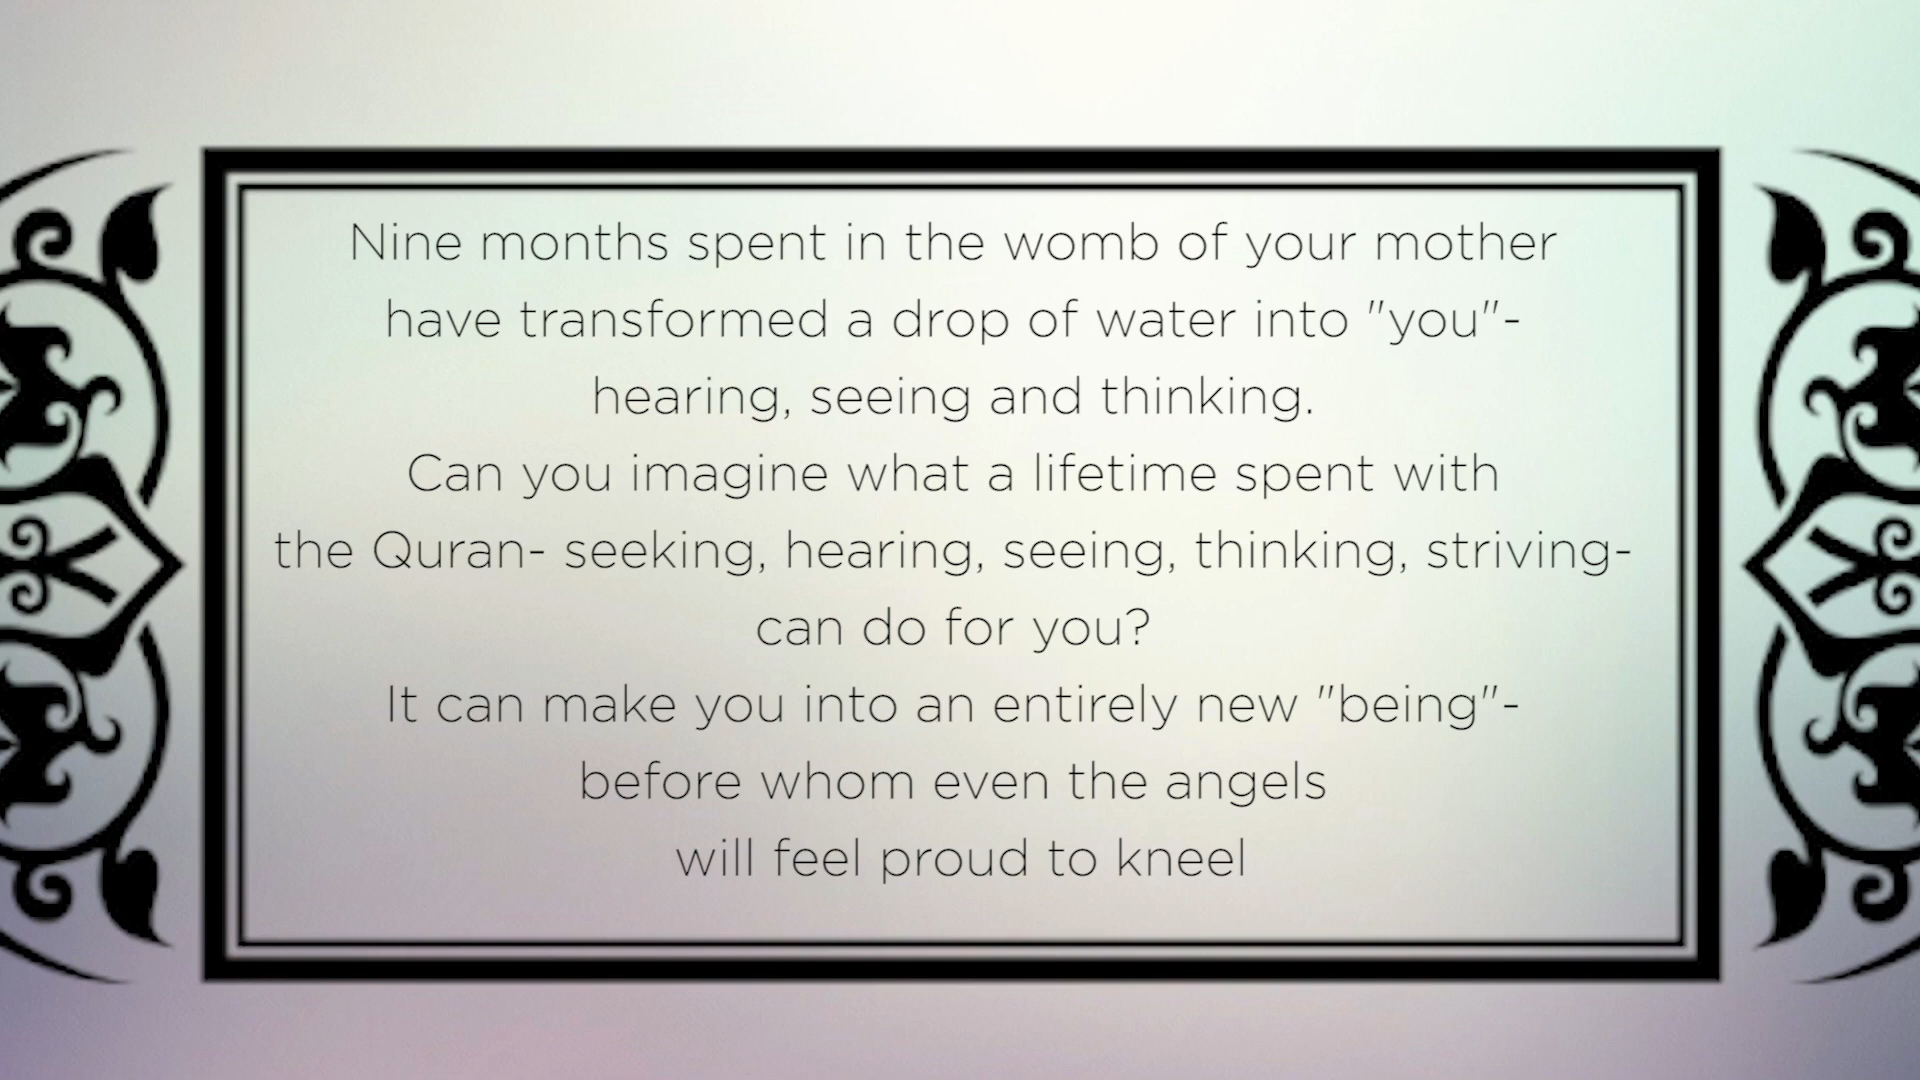 Nine months spent in the womb of your mother
have transformed a drop of water into "you"-
hearing, seeing and thinking.
Can you imagine what a lifetime spent with
the Quran- seeking, hearing, seeing, thinking, striving-
can do for you?
It can make you into an entirely new "being"-
before whom even the angels
will feel proud to kneel